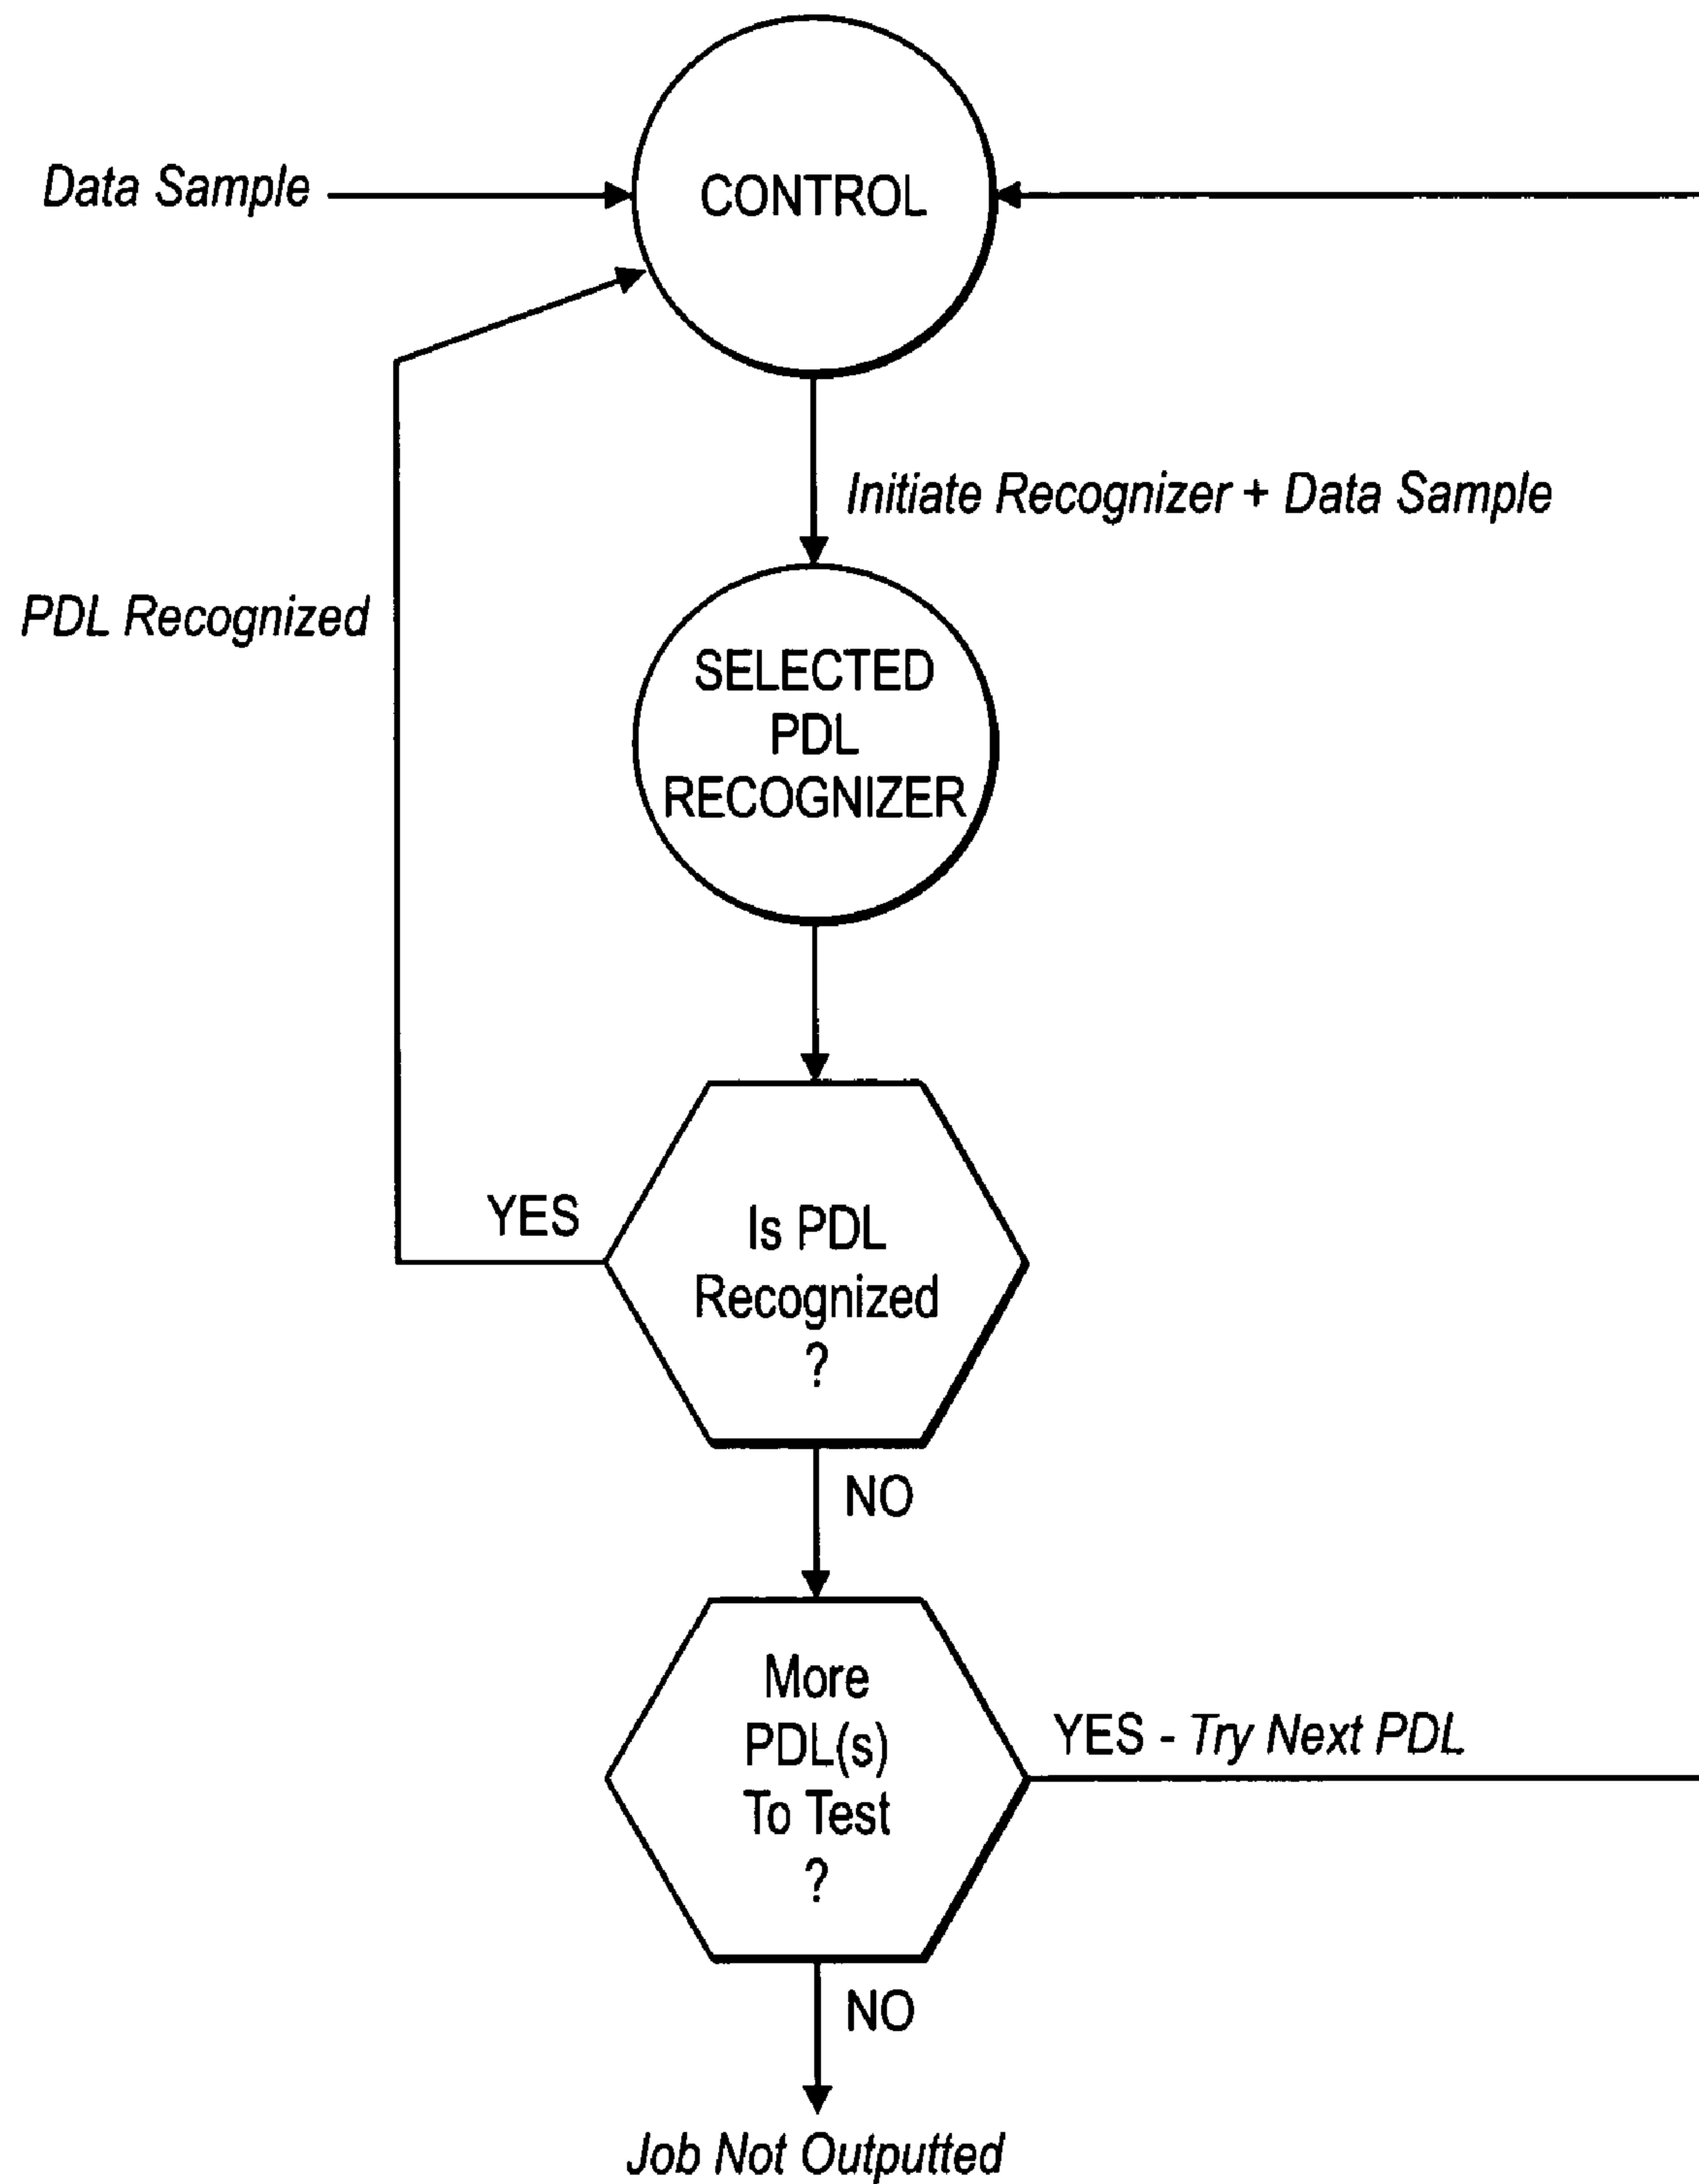 Data Sample
CONTROL
Initiate Recognizer + Data Sample
PDL Recognized
SELECTED
PDL
RECOGNIZER
YES
Is PDL
Recognized
?
NO
More
PDL(s)
To Test
?
YES - Try Next PDL
NO
Job Not Outputted